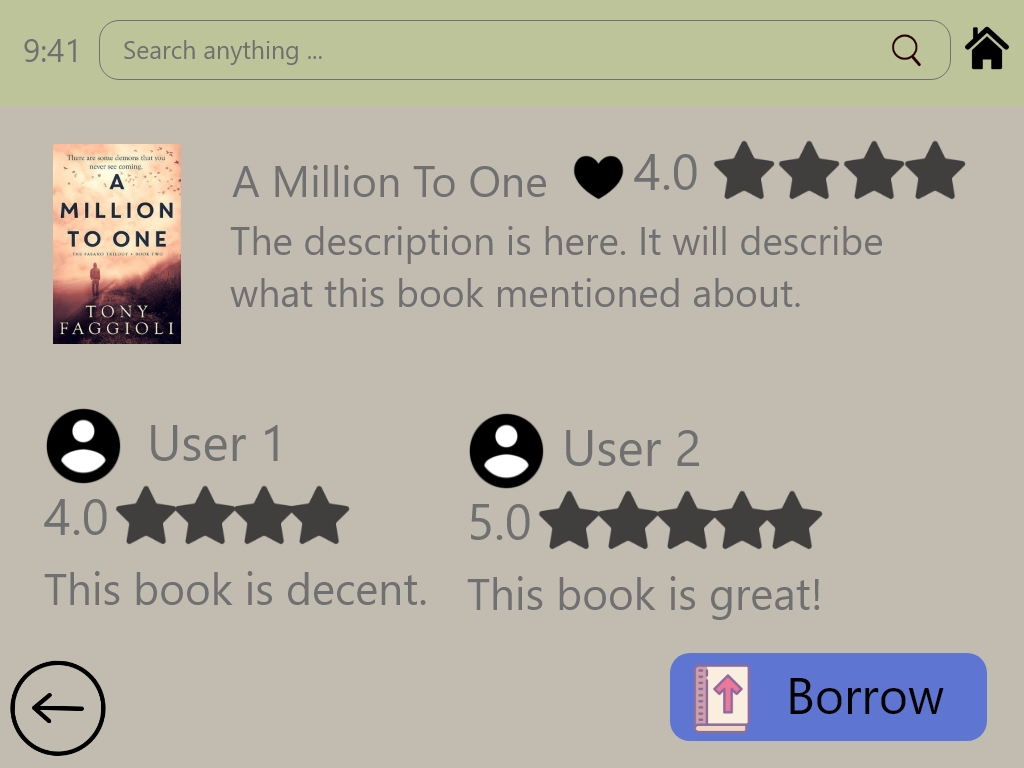 9:41
Search anything ...
There are some demons that you
never see coming.
A
MILLION
TO ONE
THE FASANO TRILOGY • BOOK TWO
TONY
FAGGIOLI
A Million To One
4.0
The description is here. It will describe
what this book mentioned about.
User 1
4.0
This book is decent.
User 2
5.0
This book is great!
Borrow